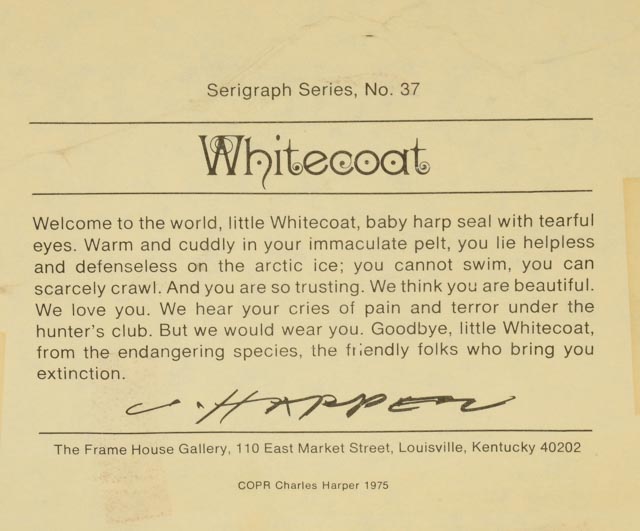 Serigraph Series, No. 37
Whitecoat
Welcome to the world, little Whitecoat, baby harp seal with tearful
eyes. Warm and cuddly in your immaculate pelt, you lie helpless
and defenseless on the arctic ice; you cannot swim, you can
scarcely crawl. And you are so trusting. We think you are beautiful.
We love you. We hear your cries of pain and terror under the
hunter's club. But we would wear you. Goodbye, little Whitecoat,
from the endangering species, the friendly folks who bring you
extinction.
C. HARPER
The Frame House Gallery, 110 East Market Street, Louisville, Kentucky 40202
COPR Charles Harper 1975